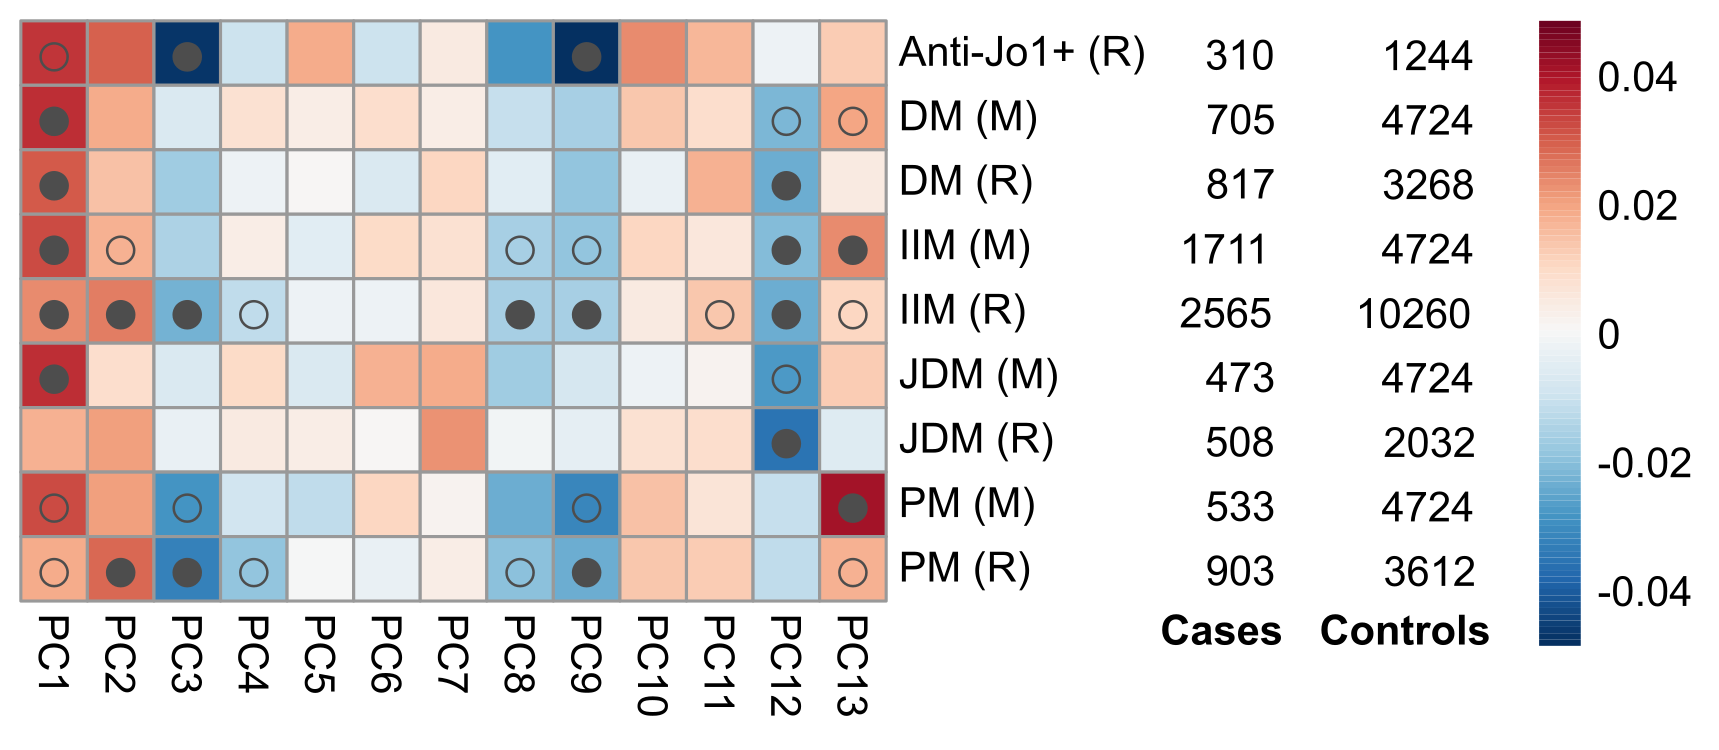 Anti-Jo1+ (R) 310 1244
DM (M) 705 4724
DM (R) 817 3268
IIM (M) 1711 4724
IIM (R) 2565 10260
JDM (M) 473 4724
JDM (R) 508 2032
PM (M) 533 4724
PM (R) 903 3612
Cases Controls
PC1 PC2 PC3 PC4 PC5 PC6 PC7 PC8 PC9 PC10 PC11 PC12 PC13
0.04
0.02
0
-0.02
-0.04